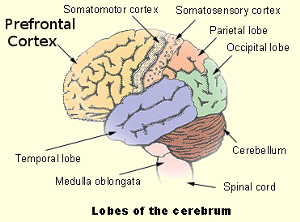 Somatomotor cortex
Somatosensory cortex
Prefrontal
Cortex
Parietal lobe
Occipital lobe
Temporal lobe
Cerebellum
Medulla oblongata
Spinal cord
Lobes of the cerebrum